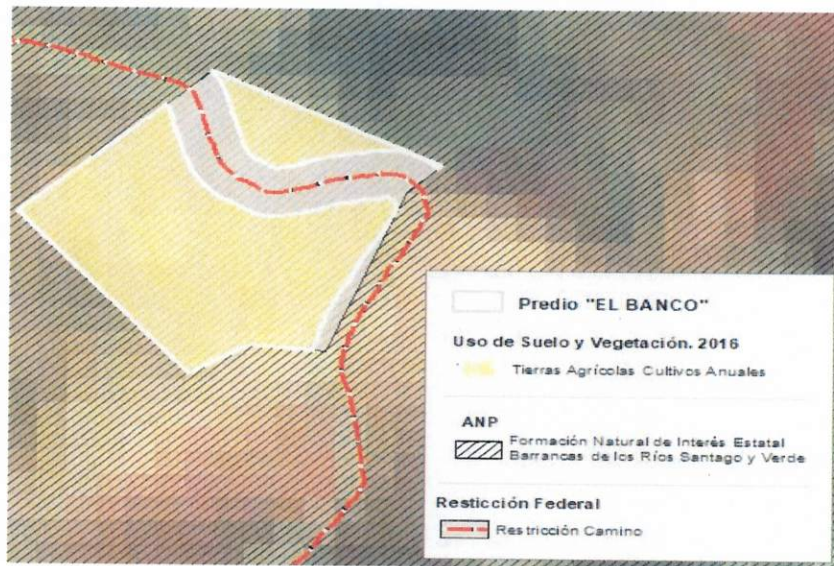 Predio "EL BANCO"
Uso de Suelo y Vegetación. 2016
Tierras Agrícolas Cultivos Anuales
ANP
Formación Natural de Interés Estatal
Barrancas de los Ríos Santago y Verde
Resticción Federal
Restricción Camino